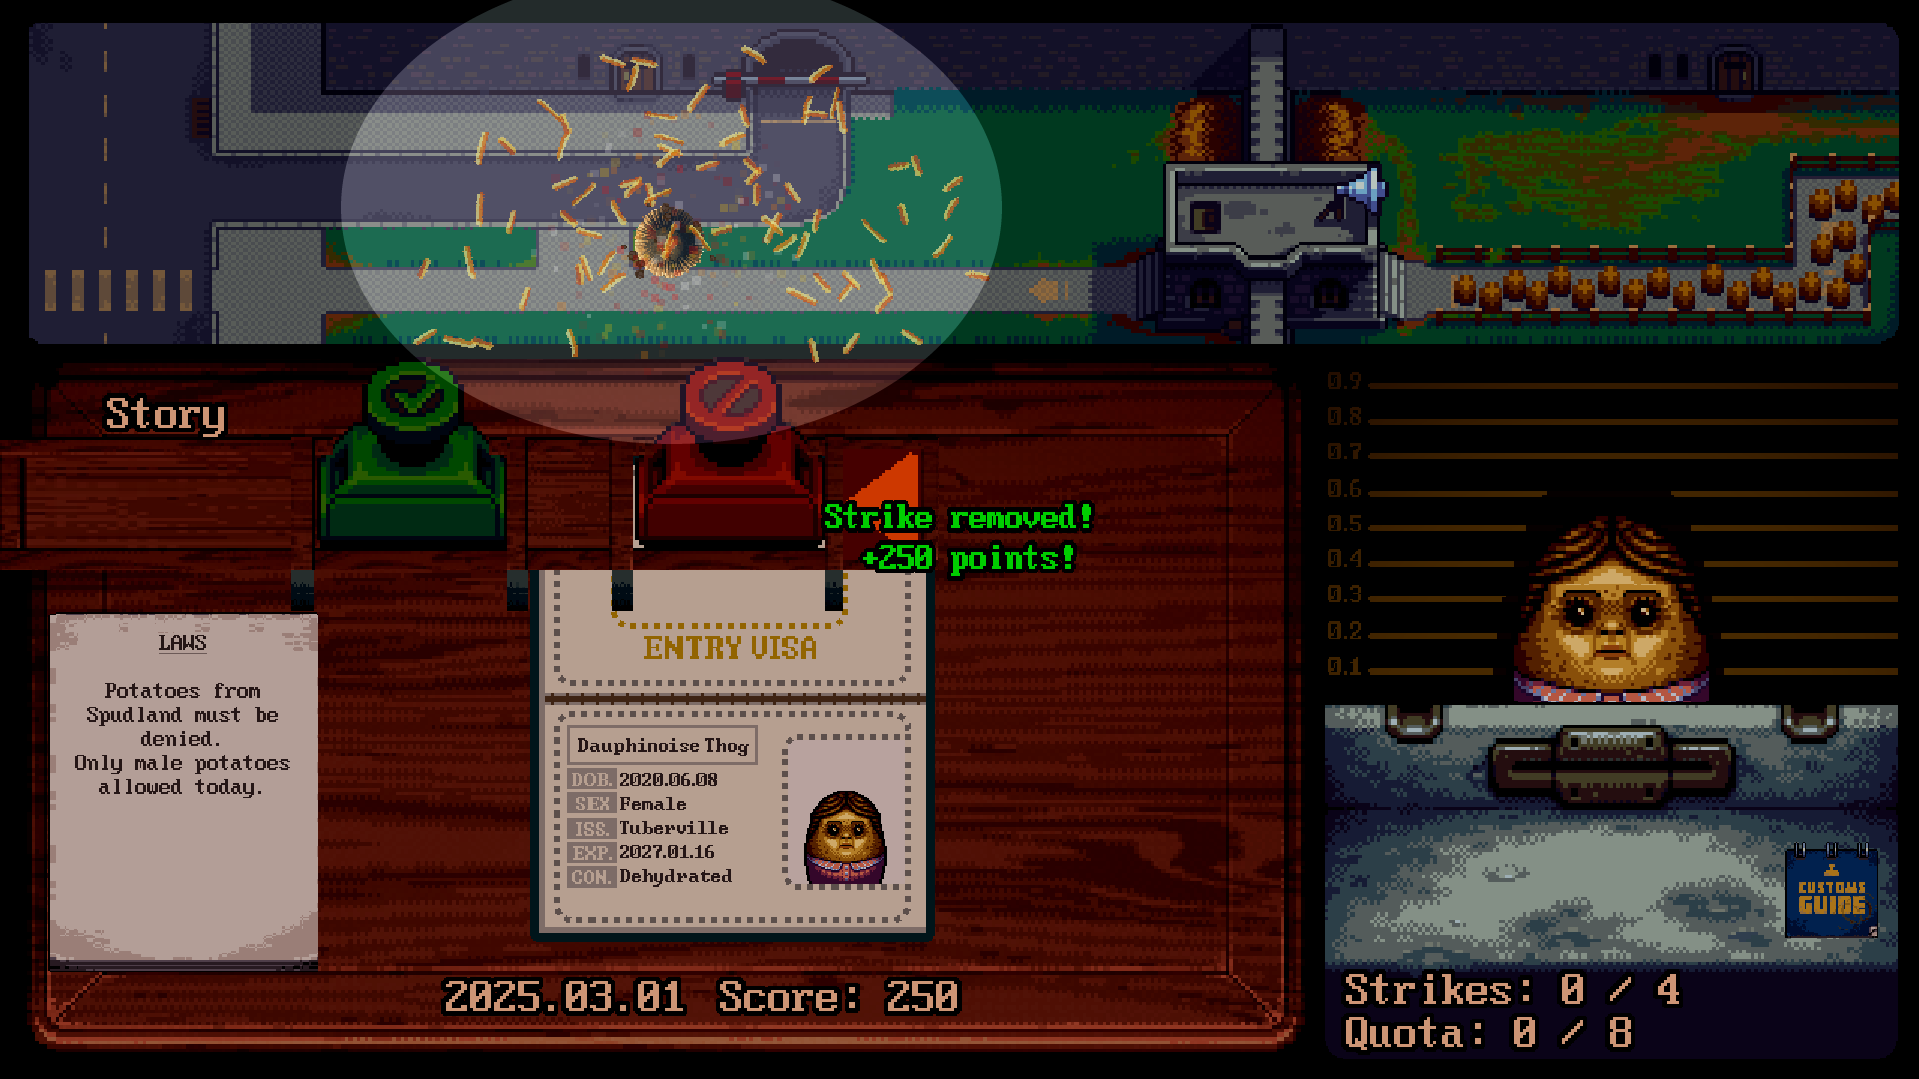 Story
Strike removed!
+250 points!
0.9
0.8
0.7
0.6
0.5
0.4
0.3
0.2
0.1
LAWS
Potatoes from
Spudland must be
denied.
Only male potatoes
allowed today.
ENTRY VISA
Dauphinoise Thog
DOB. 2020.06.08
SEX Female
ISS. Tuberville
EXP. 2027.01.16
CON. Dehydrated
CUSTOMS
GUIDE
2025.03.01 Score: 250
Strikes: 0 / 4
Quota: 0 / 8